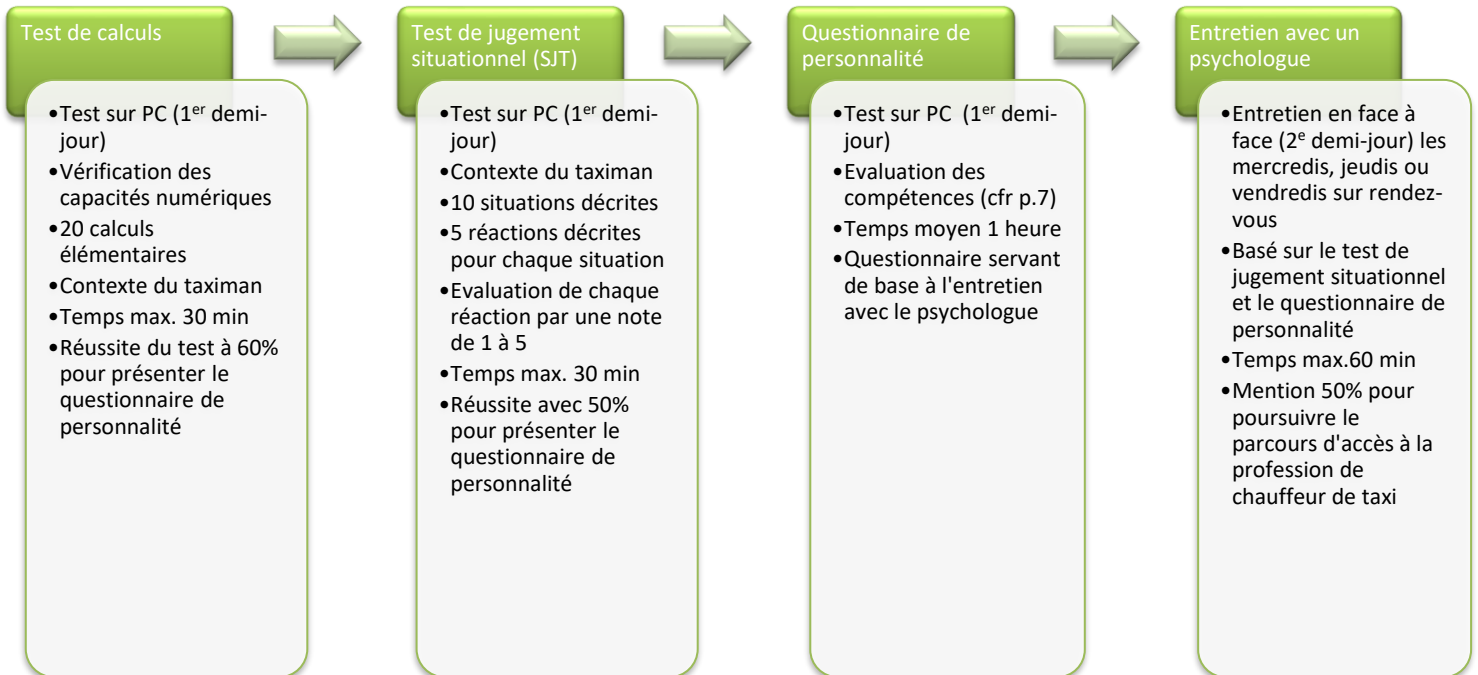 Test de calculs
•Test sur PC (1er demi-
jour)
•Vérification des
capacités numériques
•20 calculs
élémentaires
•Contexte du taximan
•Temps max. 30 min
•Réussite du test à 60%
pour présenter le
questionnaire de
personnalité
Test de jugement
situationnel (SJT)
•Test sur PC (1er demi-
jour)
•Contexte du taximan
•10 situations décrites
•5 réactions décrites
pour chaque situation
•Evaluation de chaque
réaction par une note
de 1 à 5
•Temps max. 30 min
•Réussite avec 50%
pour présenter le
questionnaire de
personnalité
Questionnaire de
personnalité
•Test sur PC (1er demi-
jour)
•Evaluation des
compétences (cfr p.7)
•Temps moyen 1 heure
•Questionnaire servant
de base à l'entretien
avec le psychologue
Entretien avec un
psychologue
•Entretien en face à
face (2e demi-jour) les
mercredis, jeudis ou
vendredis sur rendez-
vous
•Basé sur le test de
jugement situationnel
et le questionnaire de
personnalité
•Temps max.60 min
•Mention 50% pour
poursuivre le
parcours d'accès à la
profession de
chauffeur de taxi